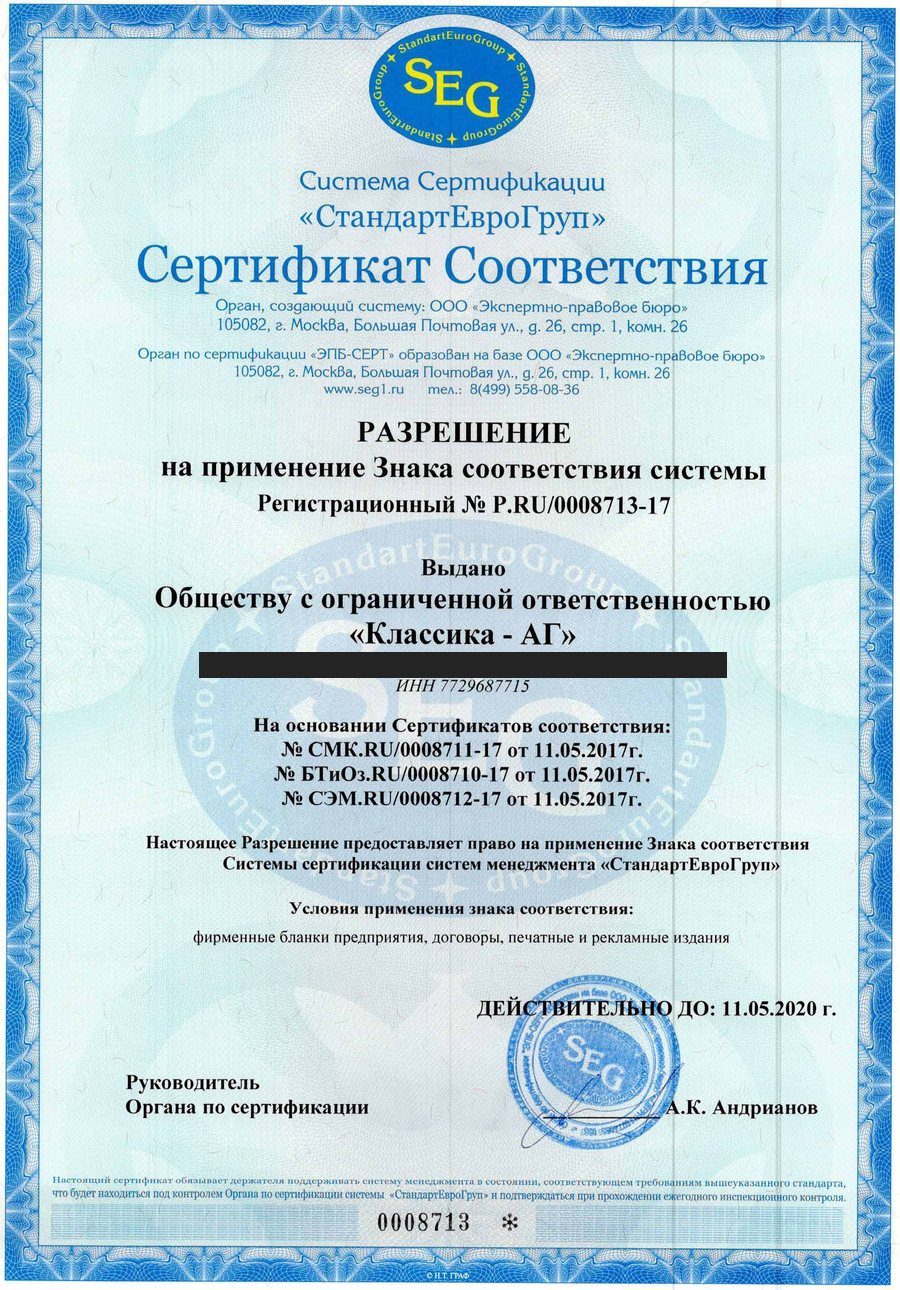 StandartEuroGroup StandartEuroGroup StandartEuroGroup
SEG
Система Сертификации
«СтандартЕвроГруп»
Сертификат Соответствия
Орган, создающий систему: ООО «Экспертно-правовое бюро»
105082, г. Москва, Большая Почтовая ул., д. 26, стр. 1, комн. 26
Орган по сертификации «ЭПБ-СЕРТ» образован на базе ООО «Экспертно-правовое бюро»
105082, г. Москва, Большая Почтовая ул., д. 26, стр. 1, комн. 26
www.seg1.ru тел.: 8(499) 558-08-36
РАЗРЕШЕНИЕ
на применение Знака соответствия системы
Регистрационный № Р.RU/0008713-17
Выдано
Обществу с ограниченной ответственностью
«Классика - АГ»
ИНН 7729687715
На основании Сертификатов соответствия:
№ СМК.RU/0008711-17 от 11.05.2017г.
№ БТиОз.RU/0008710-17 от 11.05.2017г.
№ СЭМ.RU/0008712-17 от 11.05.2017г.
Настоящее Разрешение предоставляет право на применение Знака соответствия
Системы сертификации систем менеджмента «СтандартЕвроГруп»
Условия применения знака соответствия:
фирменные бланки предприятия, договоры, печатные и рекламные издания
ДЕЙСТВИТЕЛЬНО ДО: 11.05.2020 г.
SEG
Руководитель
Органа по сертификации А.К. Андрианов
Настоящий сертификат обязывает держателя поддерживать систему менеджмента в состоянии, соответствующем требованиям вышеуказанного стандарта,
что будет находиться под контролем Органа по сертификации системы «СтандартЕвроГруп» и подтверждаться при прохождении ежегодного инспекционного контроля.
0008713 *
© Н.Т. ГРАФ